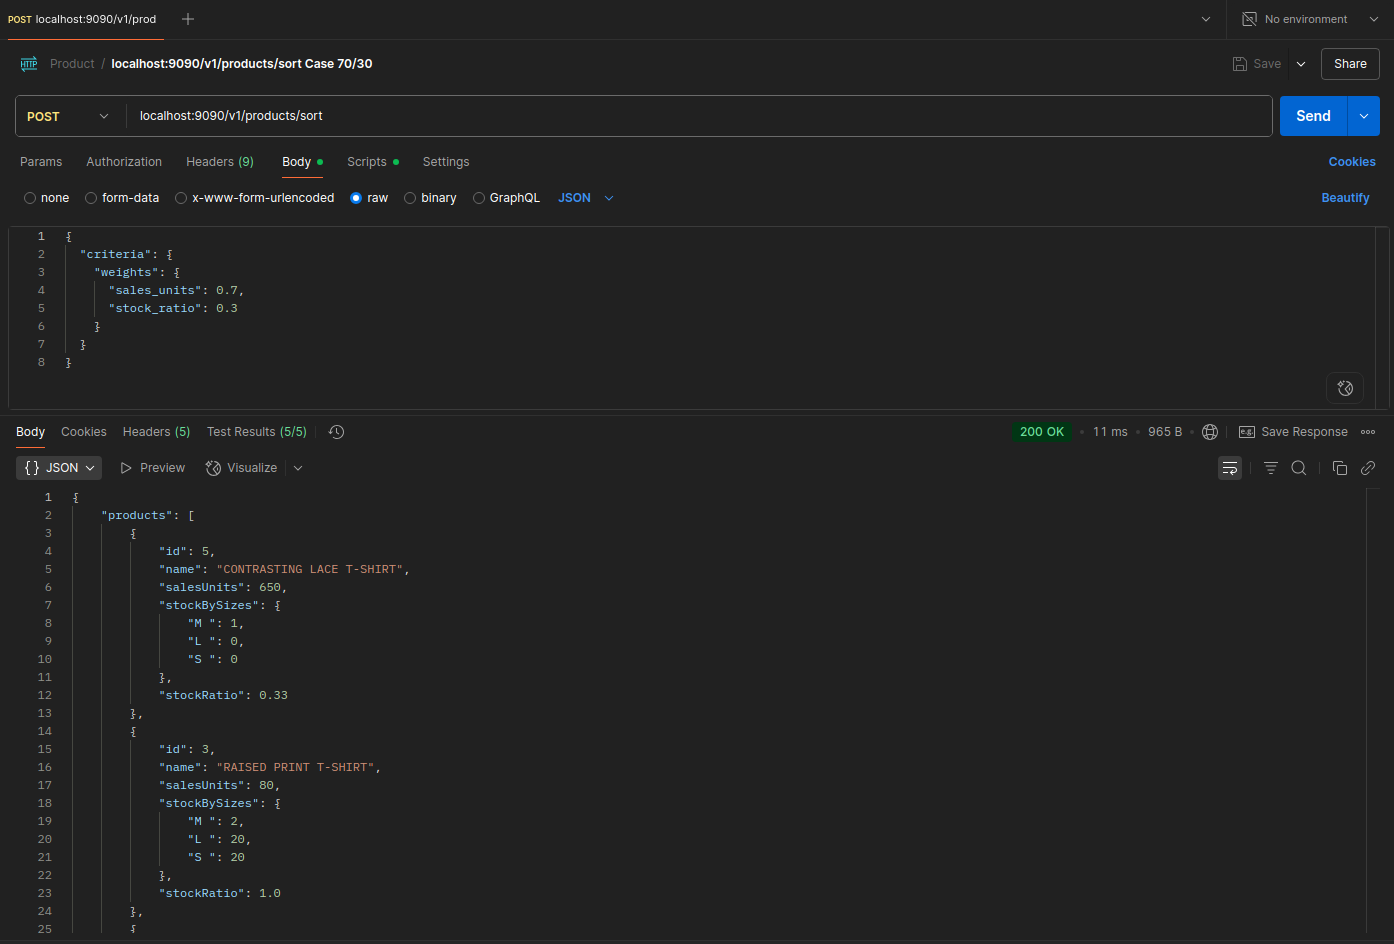 POST localhost:9090/v1/prod
No environment
HTTP Product / localhost:9090/v1/products/sort Case 70/30
Save
Share
POST localhost:9090/v1/products/sort
Send
Params Authorization Headers (9) Body Scripts Settings Cookies
none form-data x-www-form-urlencoded raw binary GraphQL JSON Beautify
1 {
2 "criteria": {
3 "weights": {
4 "sales_units": 0.7,
5 "stock_ratio": 0.3
6 }
7 }
8 }
Body Cookies Headers (5) Test Results (5/5) 200 OK • 11 ms • 965 B • e.g. Save Response
{} JSON Preview Visualize
1 {
2 "products": [
3 {
4 "id": 5,
5 "name": "CONTRASTING LACE T-SHIRT",
6 "salesUnits": 650,
7 "stockBySizes": {
8 "M ": 1,
9 "L ": 0,
10 "S ": 0
11 },
12 "stockRatio": 0.33
13 },
14 {
15 "id": 3,
16 "name": "RAISED PRINT T-SHIRT",
17 "salesUnits": 80,
18 "stockBySizes": {
19 "M ": 2,
20 "L ": 20,
21 "S ": 20
22 },
23 "stockRatio": 1.0
24 },
25 {